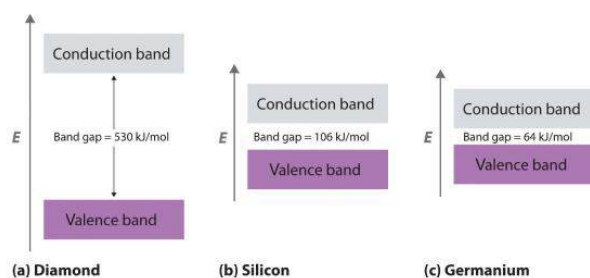 E
Conduction band
Band gap = 530 kJ/mol
Valence band
(a) Diamond
E
Conduction band
Band gap = 106 kJ/mol
Valence band
(b) Silicon
E
Conduction band
Band gap = 64 kJ/mol
Valence band
(c) Germanium